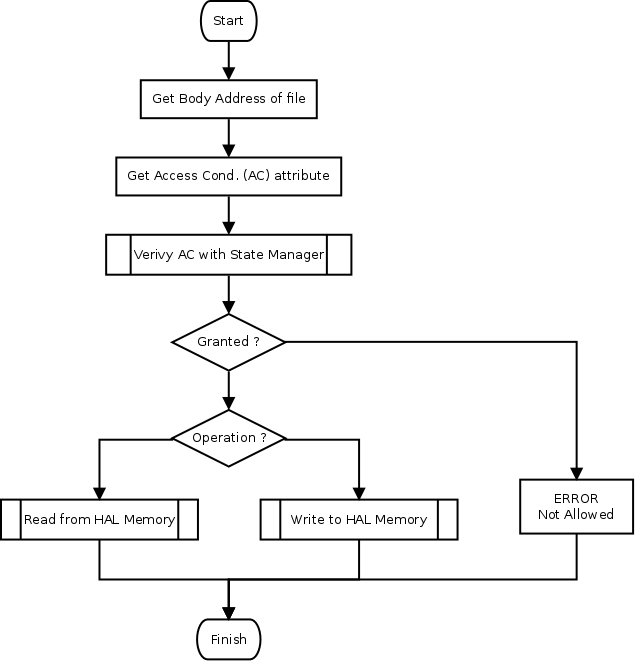 Start
Get Body Address of file
Get Access Cond. (AC) attribute
Verivy AC with State Manager
Granted ?
Operation ?
Read from HAL Memory
Write to HAL Memory
ERROR
Not Allowed
Finish